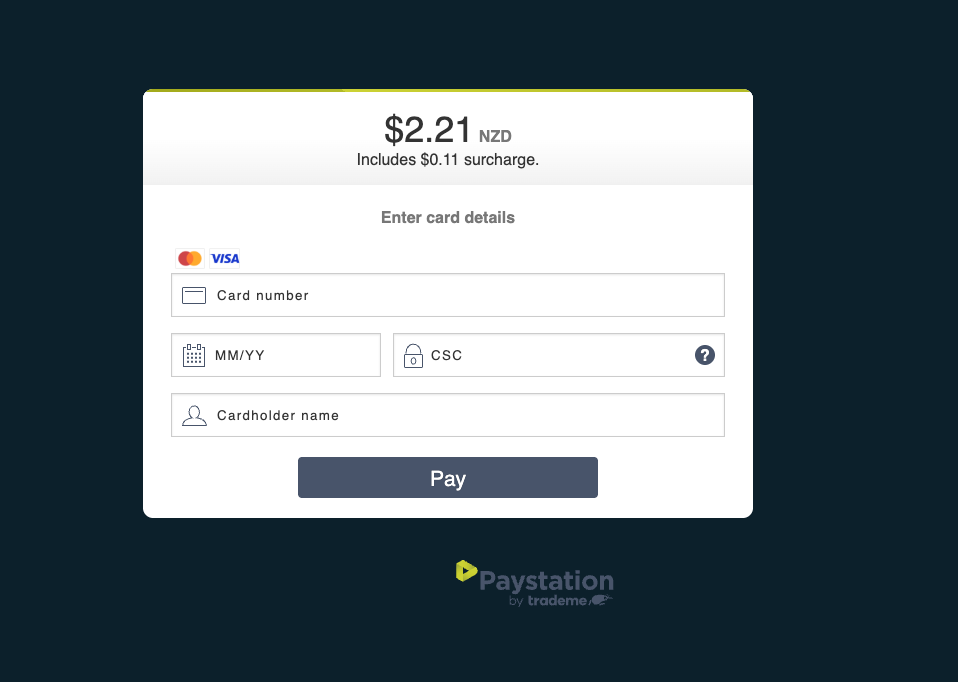 $2.21 NZD
Includes $0.11 surcharge.
Enter card details
VISA
Card number
MM/YY
0 CSC ?
Cardholder name
Pay
Paystation
by trademe